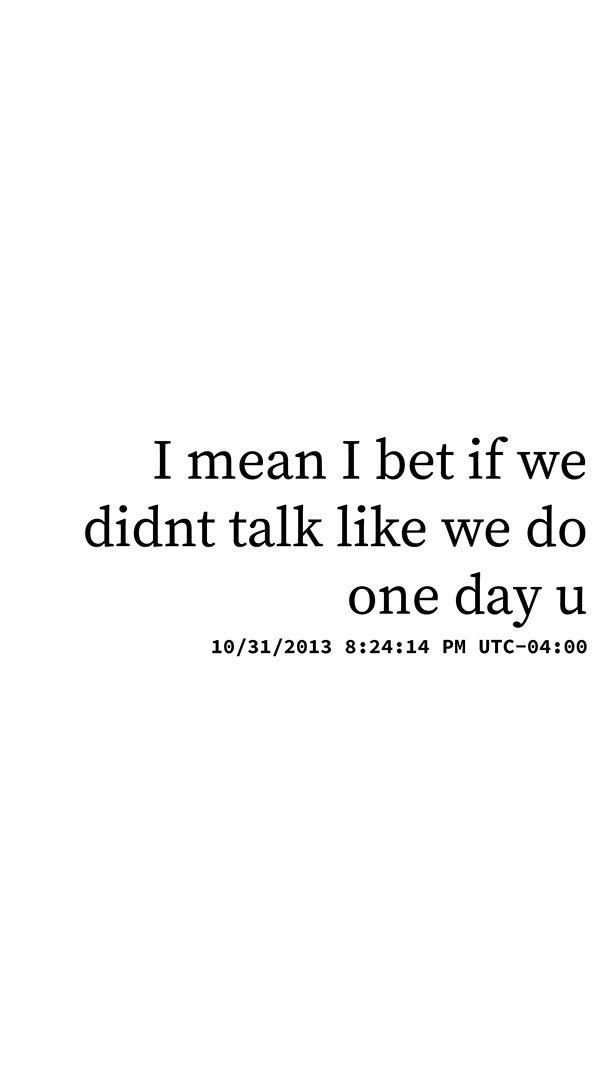 I mean I bet if we
didnt talk like we do
one day u
10/31/2013 8:24:14 PM UTC-04:00